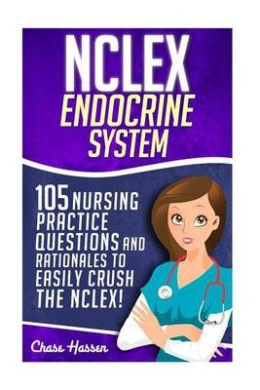 NCLEX
ENDOCRINE
SYSTEM
105 NURSING
PRACTICE
QUESTIONS AND
RATIONALES TO
EASILY CRUSH
THE NCLEX!
Chase Hassen